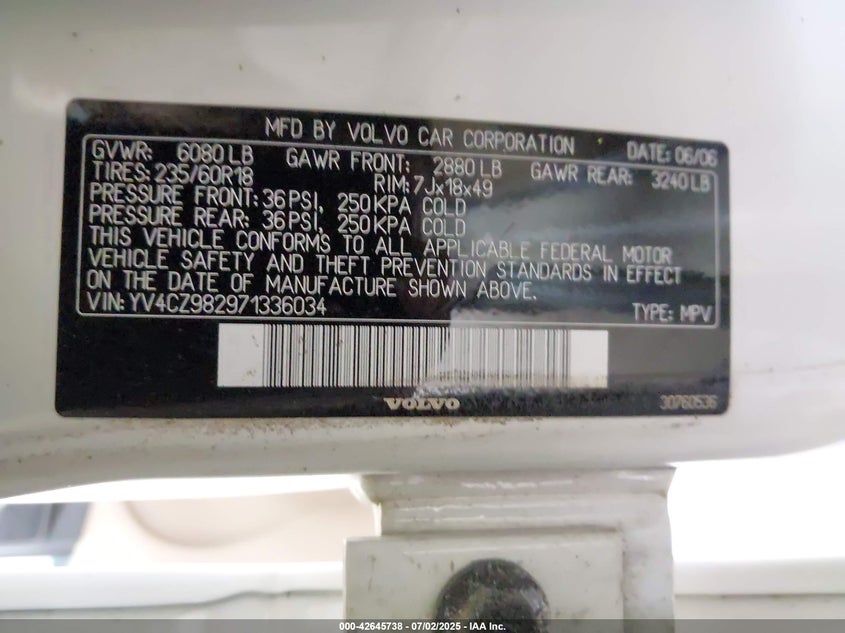 MFD BY VOLVO CAR CORPORATION DATE: 06/06
GVWR: 6080 LB GAWR FRONT: 2880 LB GAWR REAR: 3240 LB
TIRES: 235/60R18 RIM: 7Jx18x49
PRESSURE FRONT: 36 PSI, 250 KPA COLD
PRESSURE REAR: 36 PSI, 250 KPA COLD
THIS VEHICLE CONFORMS TO ALL APPLICABLE FEDERAL MOTOR
VEHICLE SAFETY AND THEFT PREVENTION STANDARDS IN EFFECT
ON THE DATE OF MANUFACTURE SHOWN ABOVE.
VIN: YV4CZ982971336034 TYPE: MPV
VOLVO 30760536
000-42645738 - 07/02/2025 - IAA Inc.